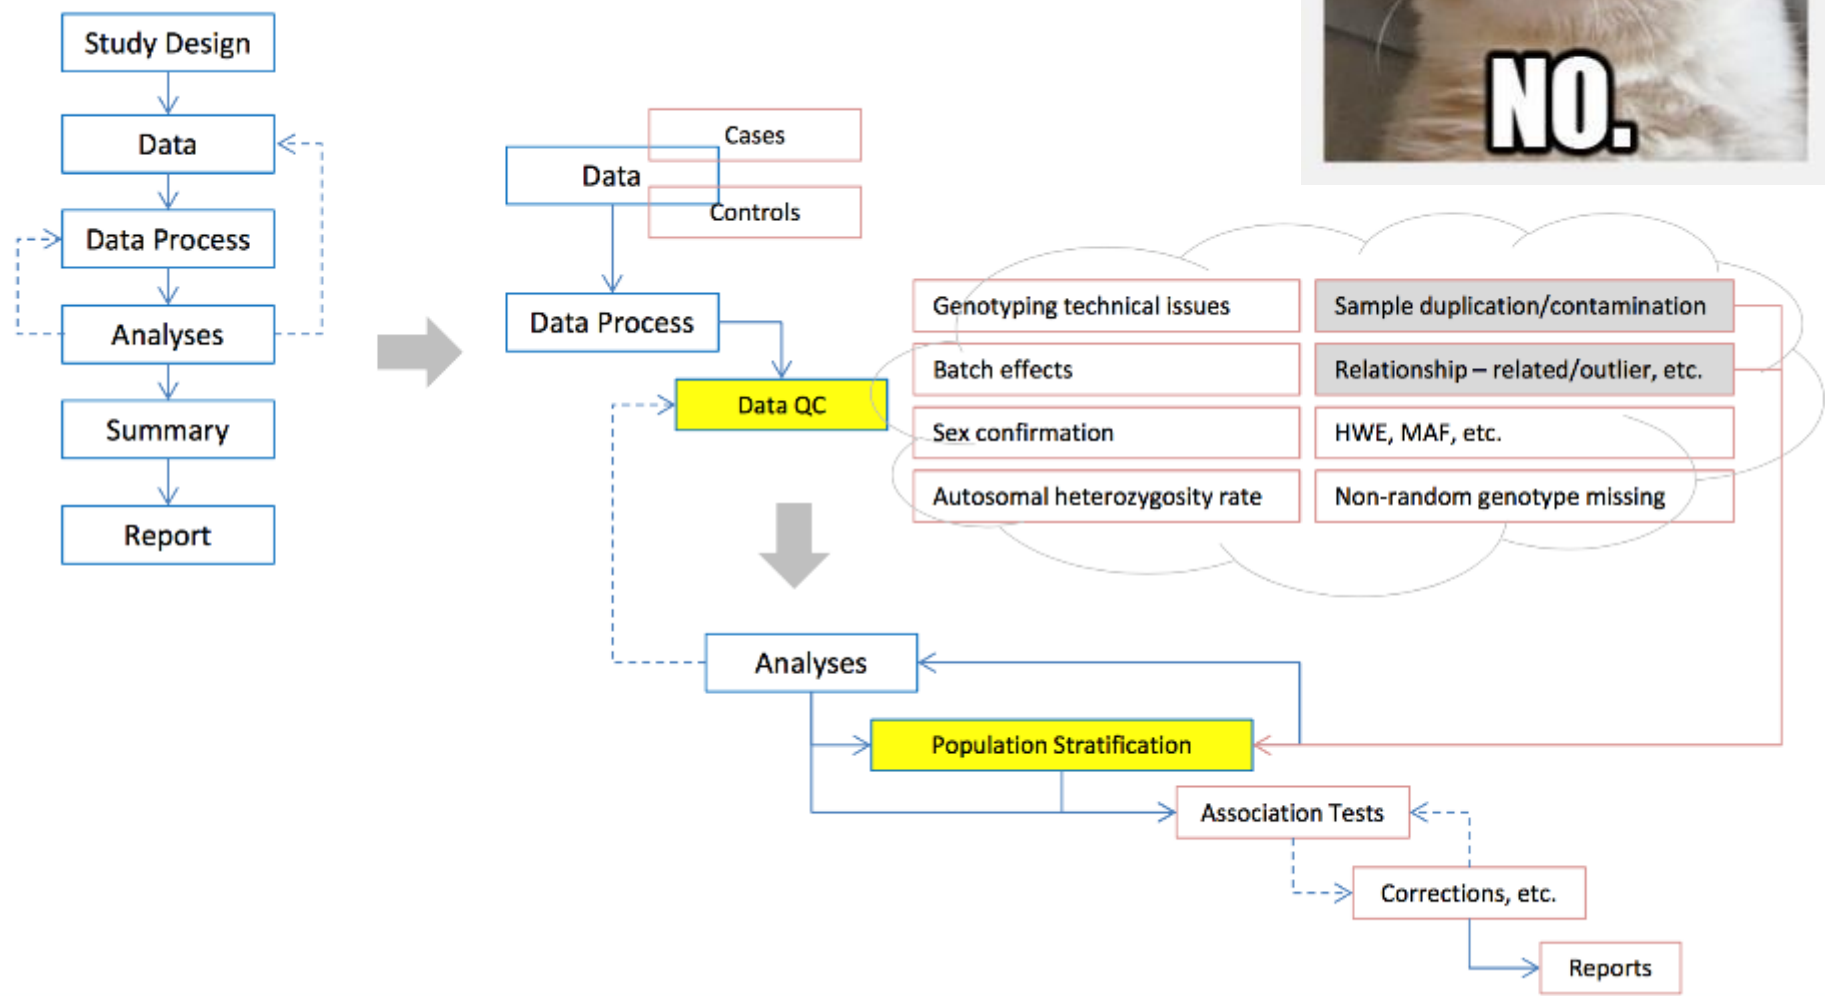 Study Design
Data
Data Process
Analyses
Summary
Report
NO.
Cases
Data
Controls
Data Process
Data QC
Genotyping technical issues
Sample duplication/contamination
Batch effects
Relationship – related/outlier, etc.
Sex confirmation
HWE, MAF, etc.
Autosomal heterozygosity rate
Non-random genotype missing
Analyses
Population Stratification
Association Tests
Corrections, etc.
Reports